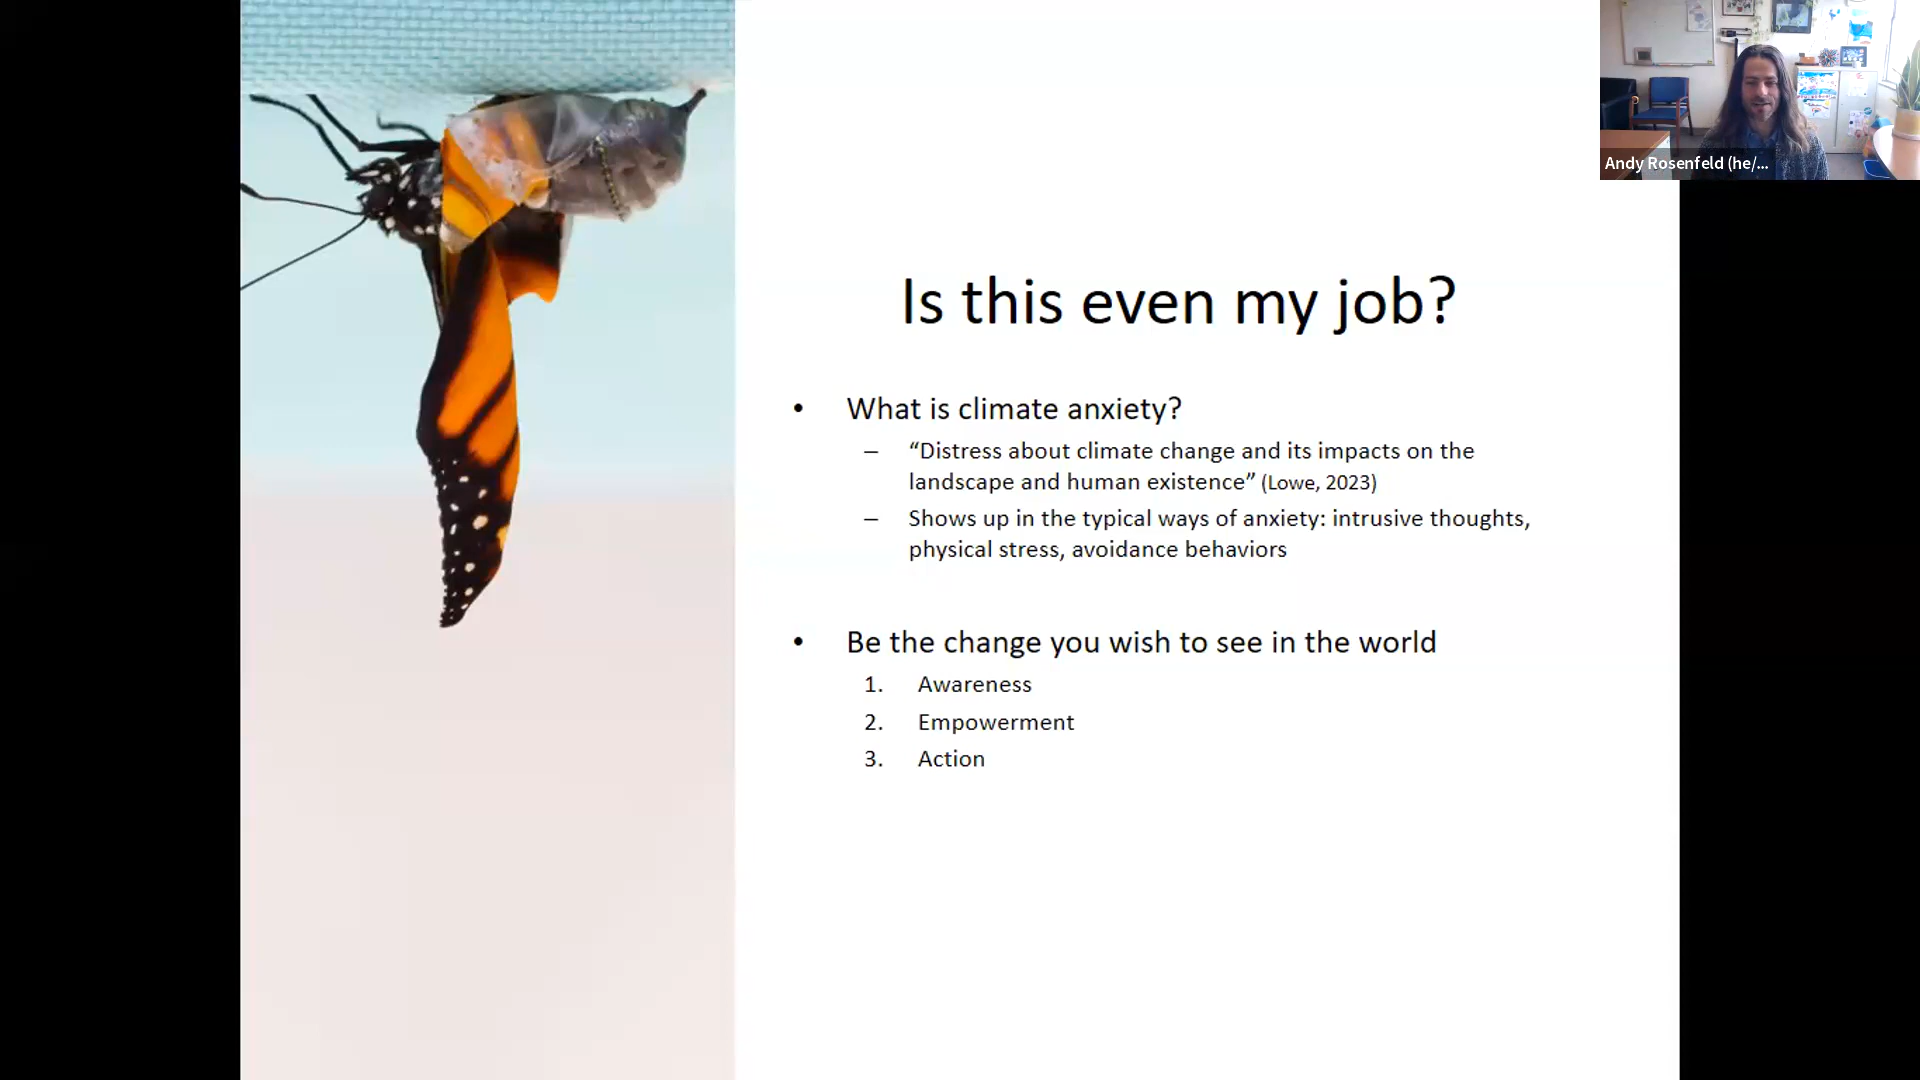 Andy Rosenfeld (he/...
Is this even my job?
• What is climate anxiety?
– “Distress about climate change and its impacts on the
landscape and human existence” (Lowe, 2023)
– Shows up in the typical ways of anxiety: intrusive thoughts,
physical stress, avoidance behaviors
• Be the change you wish to see in the world
1. Awareness
2. Empowerment
3. Action